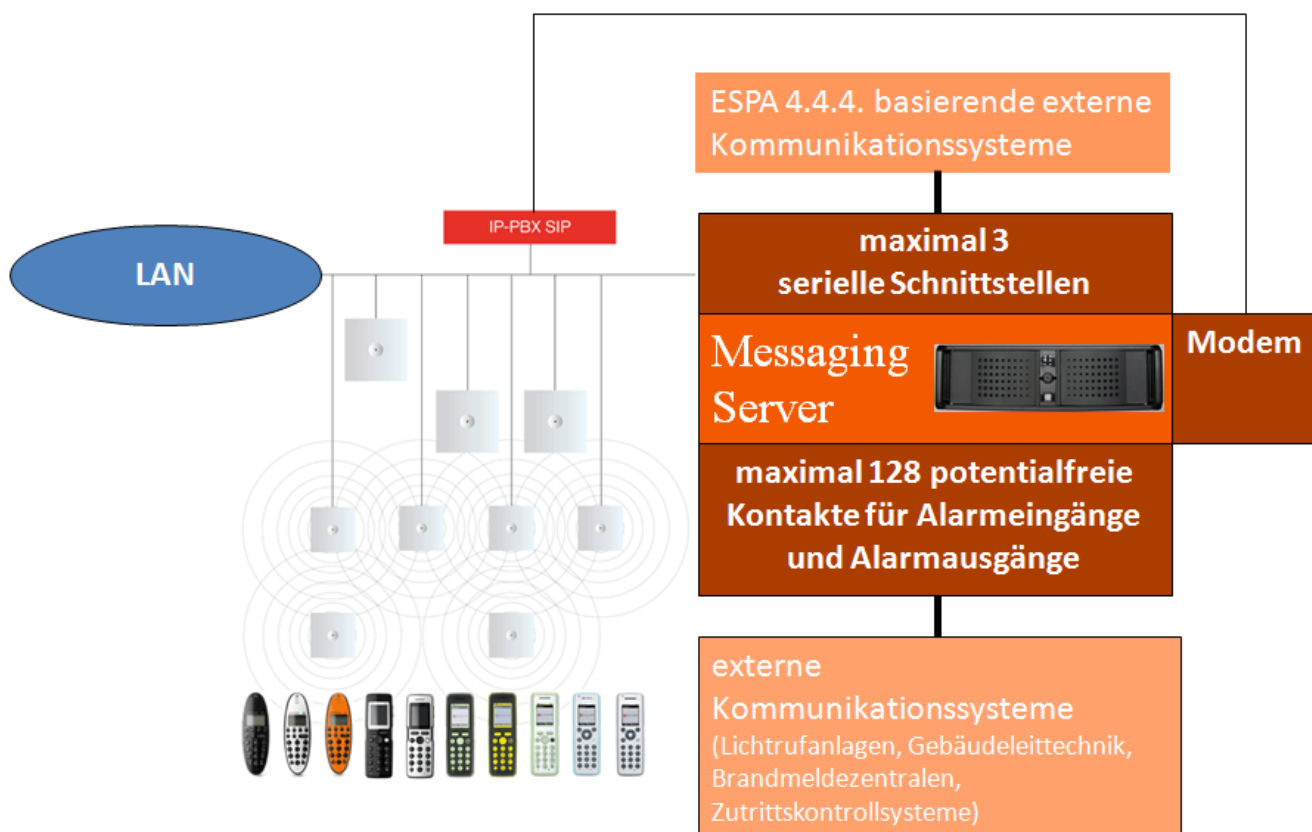 ESPA 4.4.4. basierende externe
Kommunikationssysteme
IP-PBX SIP
LAN
maximal 3
serielle Schnittstellen
Messaging
Server
Modem
maximal 128 potentialfreie
Kontakte für Alarmeingänge
und Alarmausgänge
externe
Kommunikationssysteme
(Lichtrufanlagen, Gebäudeleittechnik,
Brandmeldezentralen,
Zutrittskontrollsysteme)